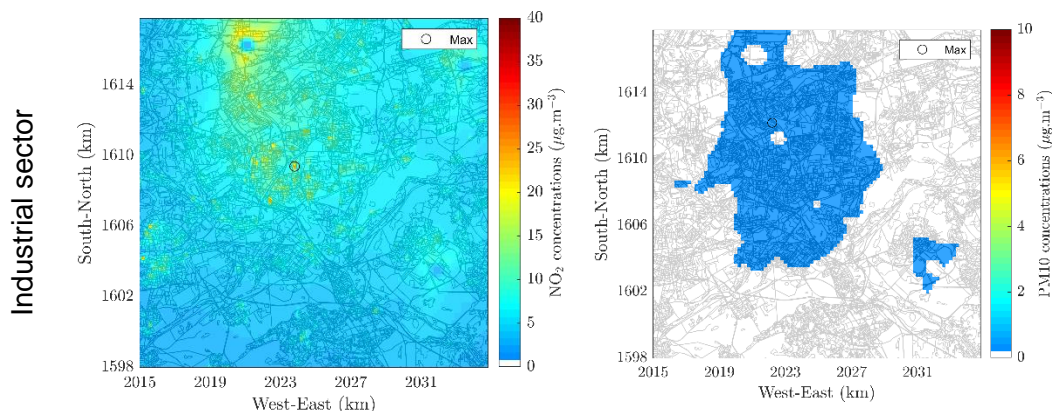 Industrial sector
South-North (km)
1614
1610
1606
1602
1598
2015 2019 2023 2027 2031
West-East (km)
Max
40
35
30
25
20
15
10
5
0
NO₂ concentrations (μg.m⁻³)
South-North (km)
1614
1610
1606
1602
1598
2015 2019 2023 2027 2031
West-East (km)
Max
10
8
6
4
2
0
PM10 concentrations (μg.m⁻³)